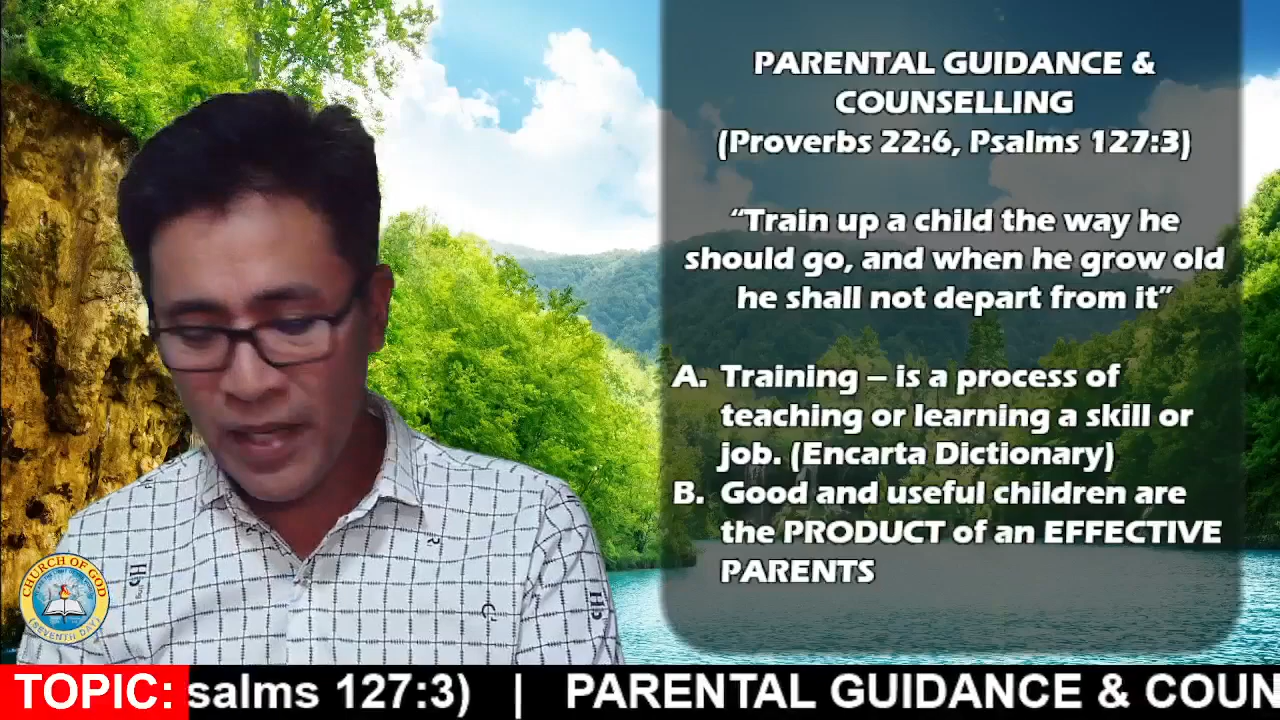 PARENTAL GUIDANCE &
COUNSELLING
(Proverbs 22:6, Psalms 127:3)
“Train up a child the way he
should go, and when he grow old
he shall not depart from it”
A. Training – is a process of
teaching or learning a skill or
job. (Encarta Dictionary)
B. Good and useful children are
the PRODUCT of an EFFECTIVE
PARENTS
CHURCH OF GOD
(SEVENTH DAY)
TOPIC: salms 127:3) | PARENTAL GUIDANCE & COUN